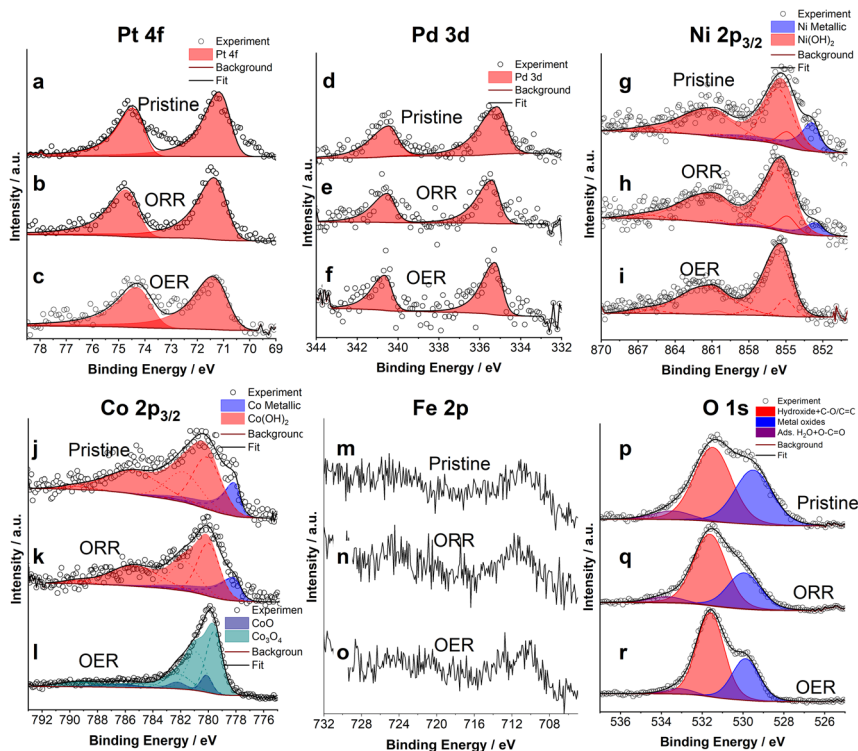 Pt 4f
Experiment
Pt 4f
Background
Fit
a
Pristine
b
ORR
c
OER
Intensity / a.u.
78 77 76 75 74 73 72 71 70 69
Binding Energy / eV
Pd 3d
Experiment
Pd 3d
Background
Fit
d
Pristine
e
ORR
f
OER
Intensity / a.u.
344 342 340 338 336 334 332
Binding Energy / eV
Ni 2p3/2
Experiment
Ni Metallic
Ni(OH)2
Background
Fit
g
Pristine
h
ORR
i
OER
Intensity / a.u.
870 867 864 861 858 855 852
Binding Energy / eV
Co 2p3/2
Experiment
Co Metallic
Co(OH)2
Background
Fit
j
Pristine
k
ORR
Experiment
CoO
Co3O4
Background
Fit
l
OER
Intensity / a.u.
792 790 788 786 784 782 780 778 776
Binding Energy / eV
Fe 2p
m
Pristine
n
ORR
o
OER
Intensity / a.u.
732 728 724 720 716 712 708
Binding Energy / eV
O 1s
Experiment
Hydroxide+C-O/C=C
Metal oxides
Ads. H2O+O-C=O
Background
Fit
p
Pristine
q
ORR
r
OER
Intensity / a.u.
536 534 532 530 528 526
Binding Energy / eV